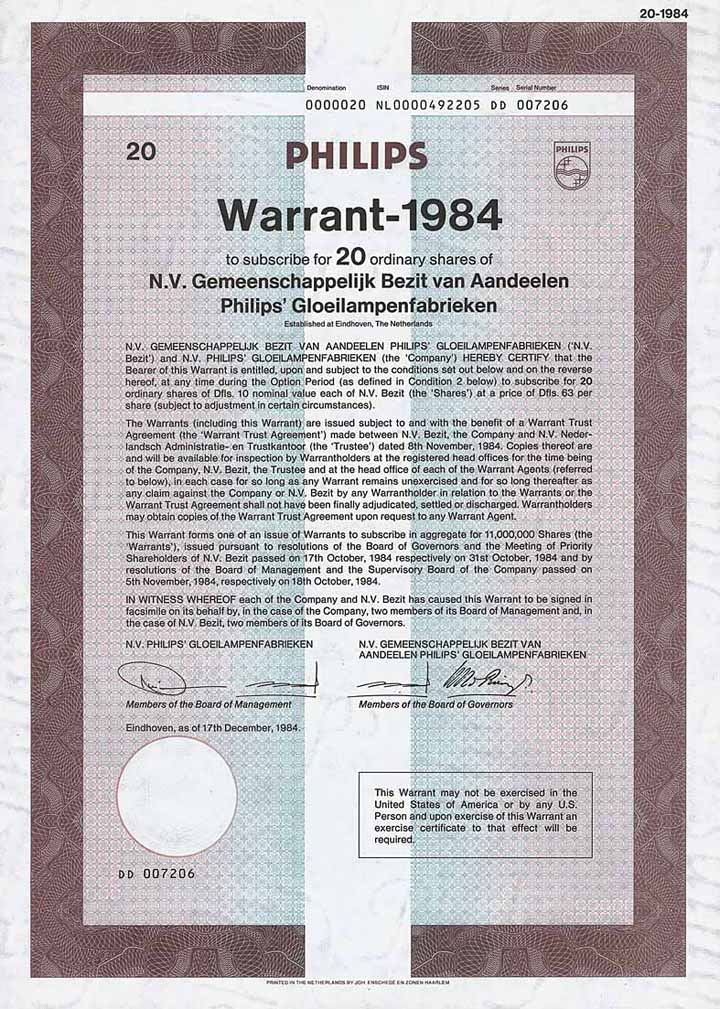 20-1984
Denomination ISIN Series Serial Number
0000020 NL0000492205 DD 007206
20 PHILIPS PHILIPS
Warrant-1984
to subscribe for 20 ordinary shares of
N.V. Gemeenschappelijk Bezit van Aandeelen
Philips' Gloeilampenfabrieken
Established at Eindhoven, The Netherlands
N.V. GEMEENSCHAPPELIJK BEZIT VAN AANDEELEN PHILIPS' GLOEILAMPENFABRIEKEN ('N.V.
Bezit') and N.V. PHILIPS' GLOEILAMPENFABRIEKEN (the 'Company') HEREBY CERTIFY that the
Bearer of this Warrant is entitled, upon and subject to the conditions set out below and on the reverse
hereof, at any time during the Option Period (as defined in Condition 2 below) to subscribe for 20
ordinary shares of Dfls. 10 nominal value each of N.V. Bezit (the 'Shares') at a price of Dfls. 63 per
share (subject to adjustment in certain circumstances).
The Warrants (including this Warrant) are issued subject to and with the benefit of a Warrant Trust
Agreement (the 'Warrant Trust Agreement') made between N.V. Bezit, the Company and N.V. Neder-
landsch Administratie- en Trustkantoor (the 'Trustee') dated 8th November, 1984. Copies thereof are
and will be available for inspection by Warrantholders at the registered head offices for the time being
of the Company, N.V. Bezit, the Trustee and at the head office of each of the Warrant Agents (referred
to below), in each case for so long as any Warrant remains unexercised and for so long thereafter as
any claim against the Company or N.V. Bezit by any Warrantholder in relation to the Warrants or the
Warrant Trust Agreement shall not have been finally adjudicated, settled or discharged. Warrantholders
may obtain copies of the Warrant Trust Agreement upon request to any Warrant Agent.
This Warrant forms one of an issue of Warrants to subscribe in aggregate for 11,000,000 Shares (the
'Warrants'), issued pursuant to resolutions of the Board of Governors and the Meeting of Priority
Shareholders of N.V. Bezit passed on 17th October, 1984 respectively on 31st October, 1984 and by
resolutions of the Board of Management and the Supervisory Board of the Company passed on
5th November, 1984, respectively on 18th October, 1984.
IN WITNESS WHEREOF each of the Company and N.V. Bezit has caused this Warrant to be signed in
facsimile on its behalf by, in the case of the Company, two members of its Board of Management and, in
the case of N.V. Bezit, two members of its Board of Governors.
N.V. PHILIPS' GLOEILAMPENFABRIEKEN
N.V. GEMEENSCHAPPELIJK BEZIT VAN
AANDEELEN PHILIPS' GLOEILAMPENFABRIEKEN
Members of the Board of Management
Members of the Board of Governors
Eindhoven, as of 17th December, 1984.
This Warrant may not be exercised in the
United States of America or by any U.S.
Person and upon exercise of this Warrant an
exercise certificate to that effect will be
required.
DD 007206
PRINTED IN THE NETHERLANDS BY JOH. ENSCHEDÉ EN ZONEN HAARLEM